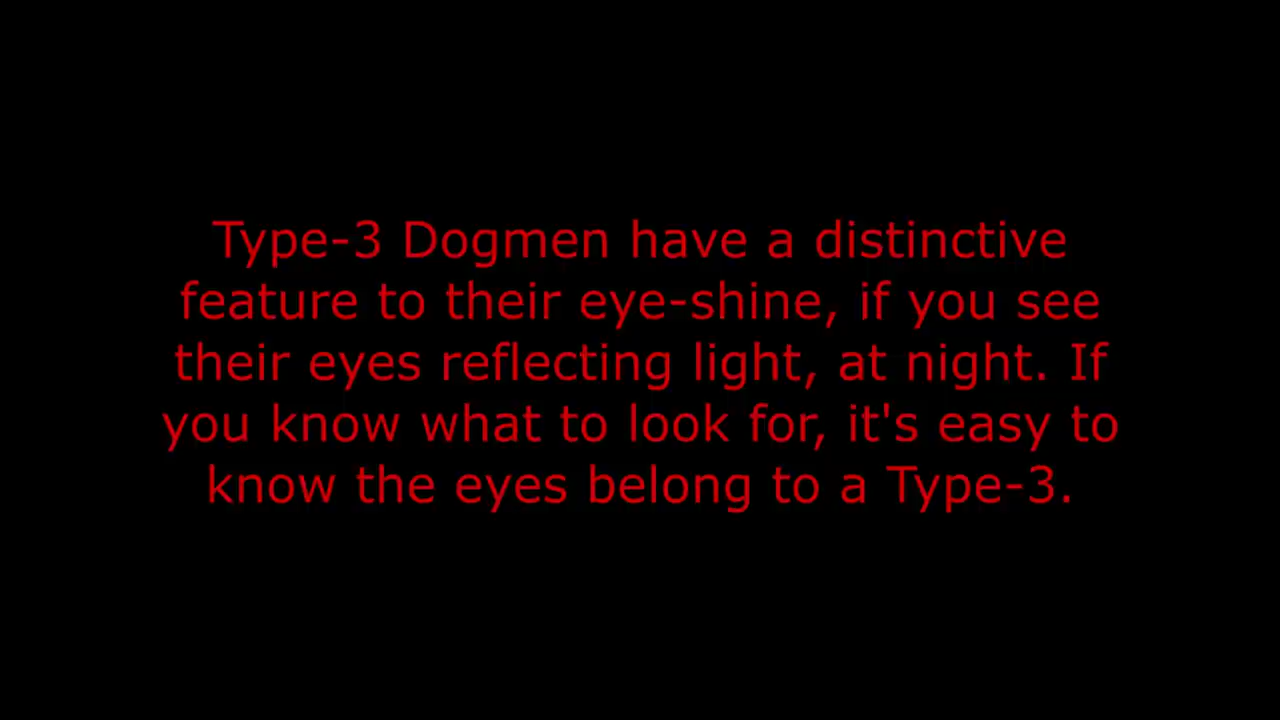 Type-3 Dogmen have a distinctive
feature to their eye-shine, if you see
their eyes reflecting light, at night. If
you know what to look for, it's easy to
know the eyes belong to a Type-3.